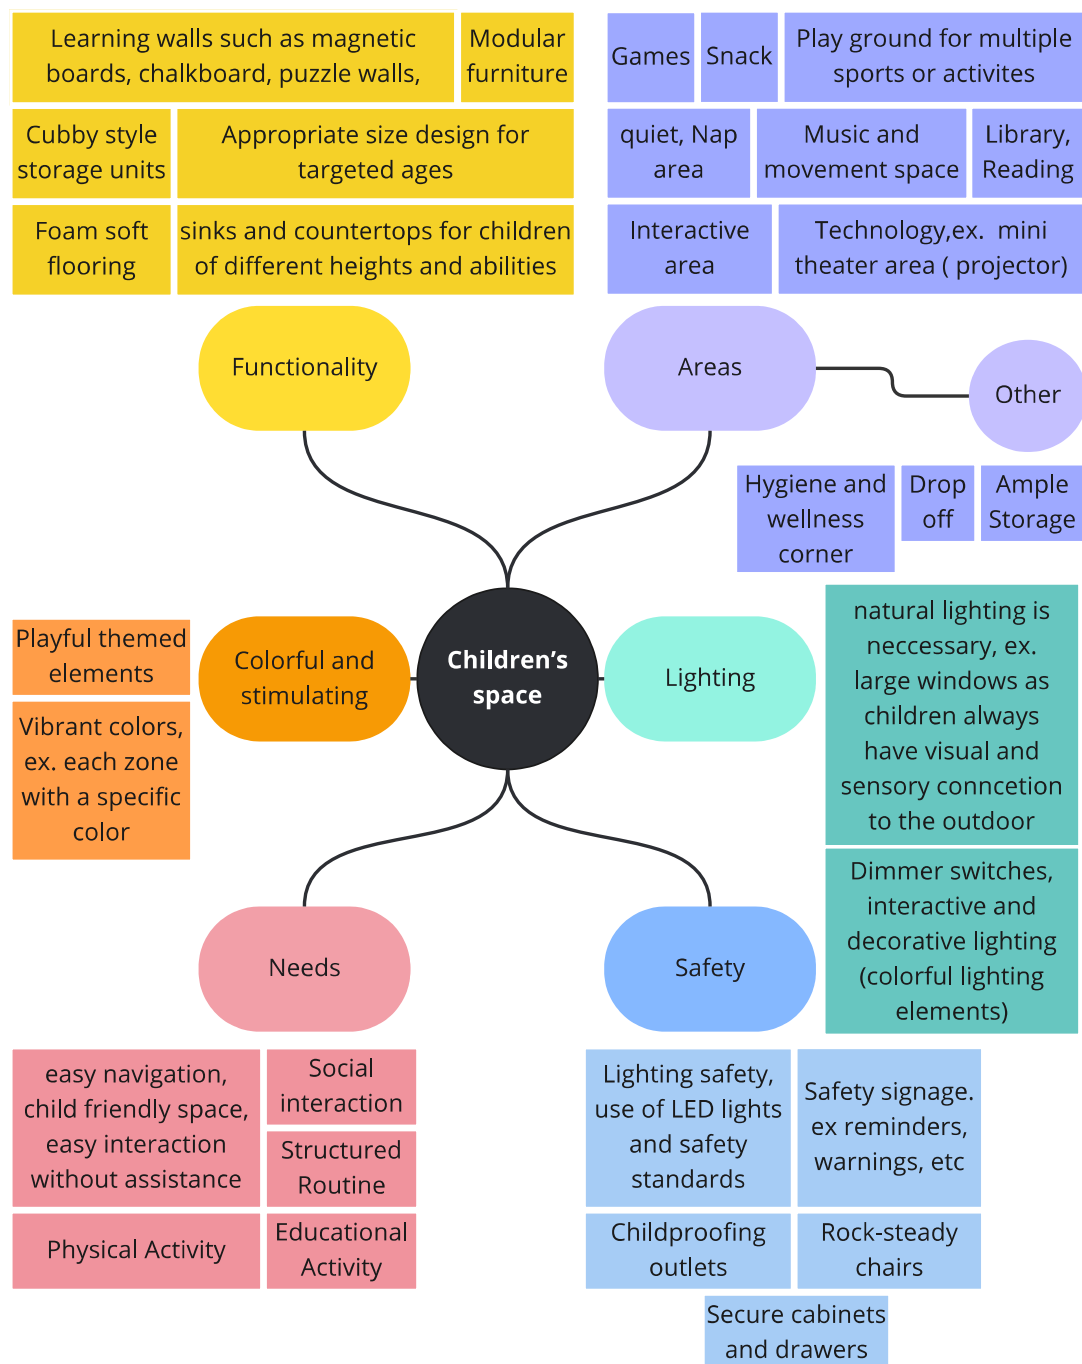 Learning walls such as magnetic
boards, chalkboard, puzzle walls,
Modular
furniture
Cubby style
storage units
Appropriate size design for
targeted ages
Foam soft
flooring
sinks and countertops for children
of different heights and abilities
Functionality
Games
Snack
Play ground for multiple
sports or activites
quiet, Nap
area
Music and
movement space
Library,
Reading
Interactive
area
Technology,ex. mini
theater area ( projector)
Areas
Other
Hygiene and
wellness
corner
Drop
off
Ample
Storage
Playful themed
elements
Vibrant colors,
ex. each zone
with a specific
color
Colorful and
stimulating
Children’s
space
Lighting
natural lighting is
neccessary, ex.
large windows as
children always
have visual and
sensory conncetion
to the outdoor
Dimmer switches,
interactive and
decorative lighting
(colorful lighting
elements)
Needs
easy navigation,
child friendly space,
easy interaction
without assistance
Social
interaction
Structured
Routine
Physical Activity
Educational
Activity
Safety
Lighting safety,
use of LED lights
and safety
standards
Safety signage.
ex reminders,
warnings, etc
Childproofing
outlets
Rock-steady
chairs
Secure cabinets
and drawers